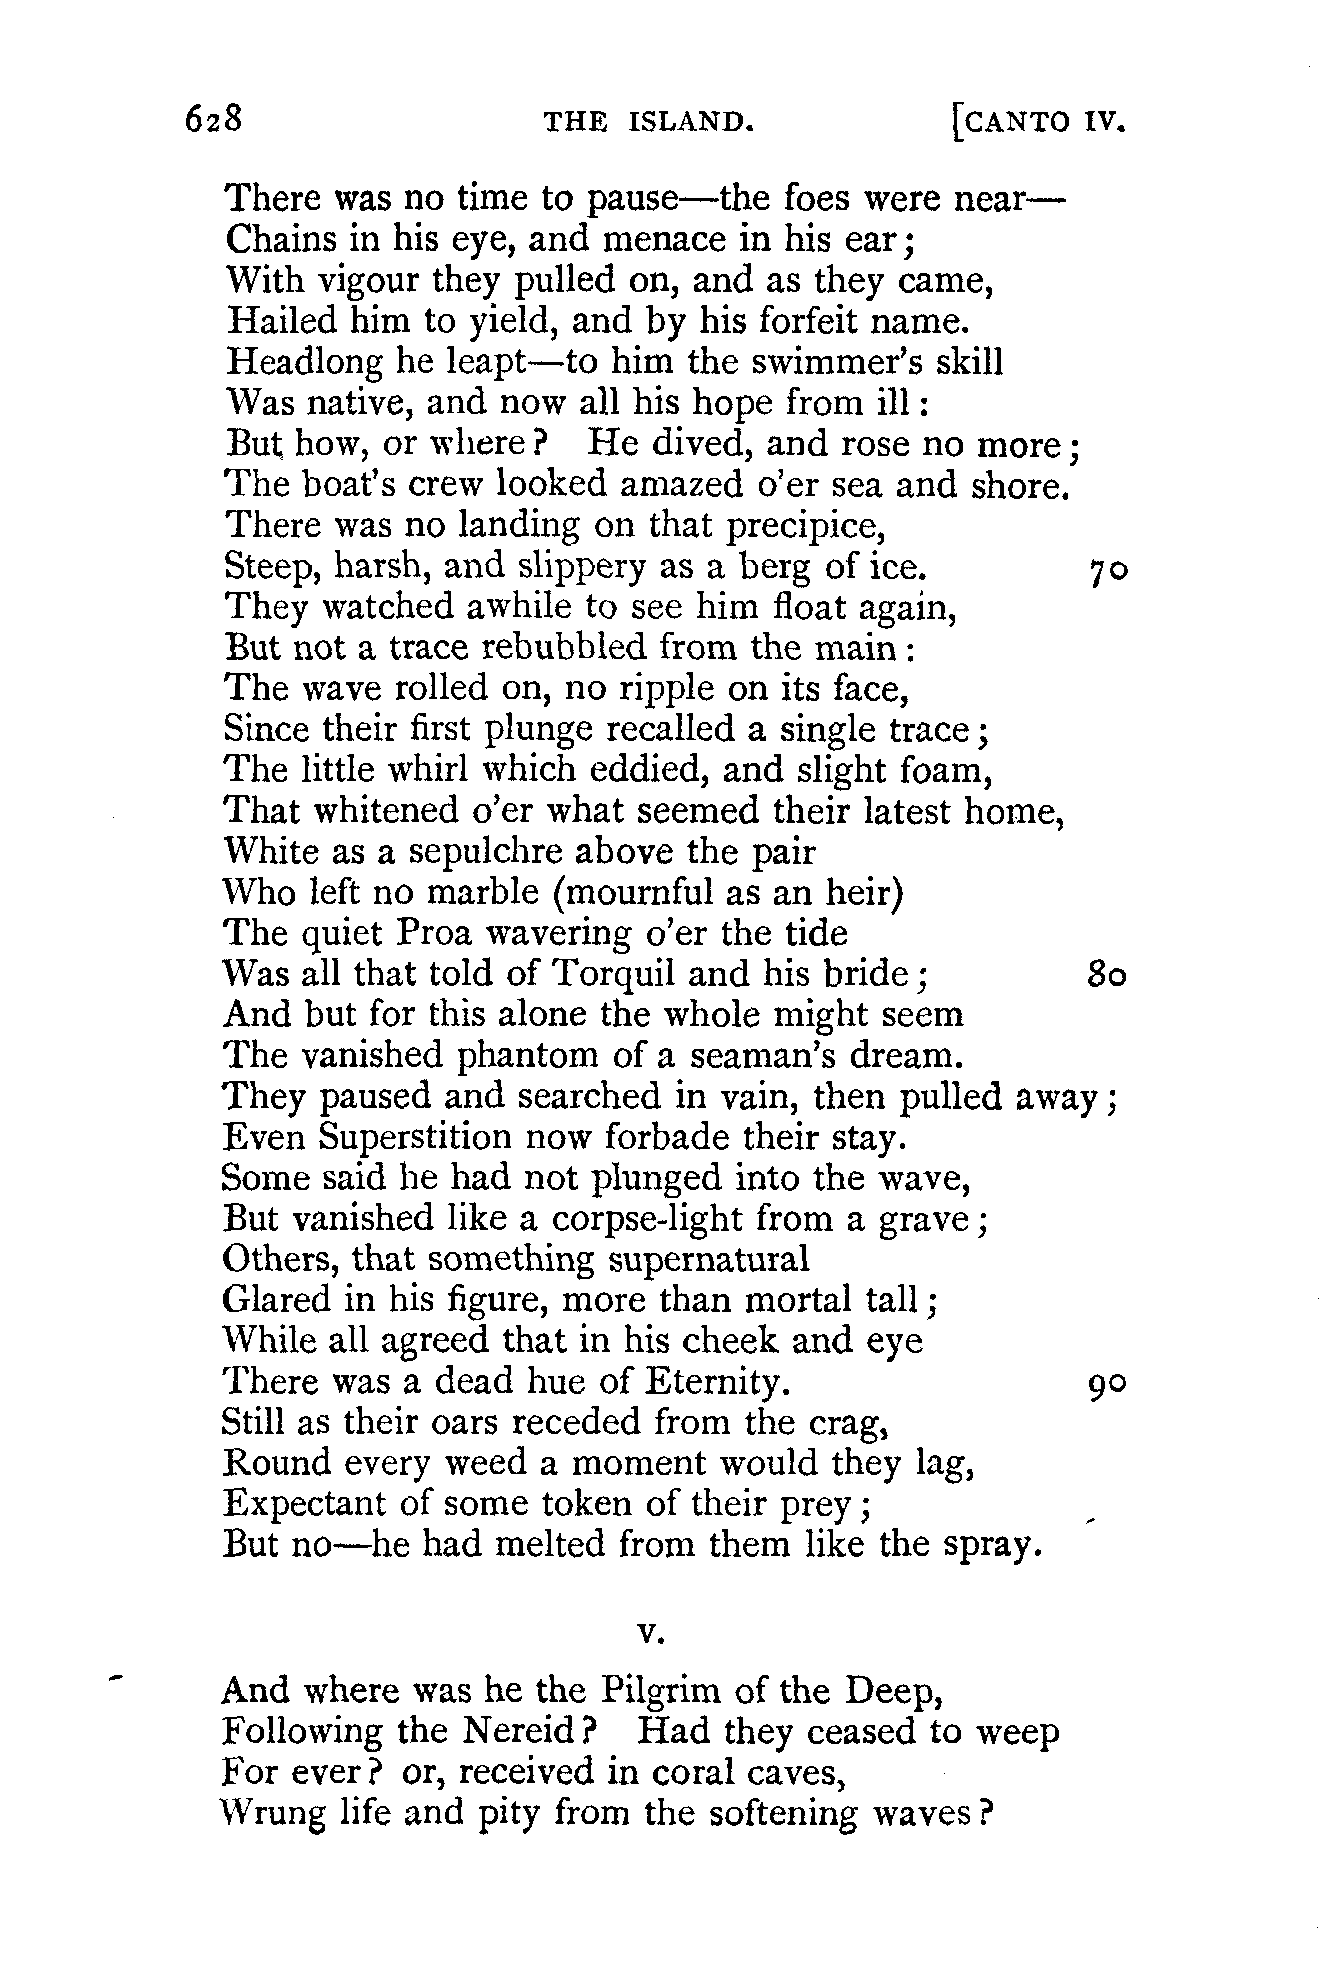 628 THE ISLAND. [CANTO IV.
There was no time to pause—the foes were near—
Chains in his eye, and menace in his ear;
With vigour they pulled on, and as they came,
Hailed him to yield, and by his forfeit name.
Headlong he leapt—to him the swimmer's skill
Was native, and now all his hope from ill:
But how, or where? He dived, and rose no more;
The boat's crew looked amazed o'er sea and shore.
There was no landing on that precipice,
Steep, harsh, and slippery as a berg of ice. 70
They watched awhile to see him float again,
But not a trace rebubbled from the main:
The wave rolled on, no ripple on its face,
Since their first plunge recalled a single trace;
The little whirl which eddied, and slight foam,
That whitened o'er what seemed their latest home,
White as a sepulchre above the pair
Who left no marble (mournful as an heir)
The quiet Proa wavering o'er the tide
Was all that told of Torquil and his bride; 80
And but for this alone the whole might seem
The vanished phantom of a seaman's dream.
They paused and searched in vain, then pulled away;
Even Superstition now forbade their stay.
Some said he had not plunged into the wave,
But vanished like a corpse-light from a grave;
Others, that something supernatural
Glared in his figure, more than mortal tall;
While all agreed that in his cheek and eye
There was a dead hue of Eternity. 90
Still as their oars receded from the crag,
Round every weed a moment would they lag,
Expectant of some token of their prey;
But no—he had melted from them like the spray.
V.
And where was he the Pilgrim of the Deep,
Following the Nereid? Had they ceased to weep
For ever? or, received in coral caves,
Wrung life and pity from the softening waves?